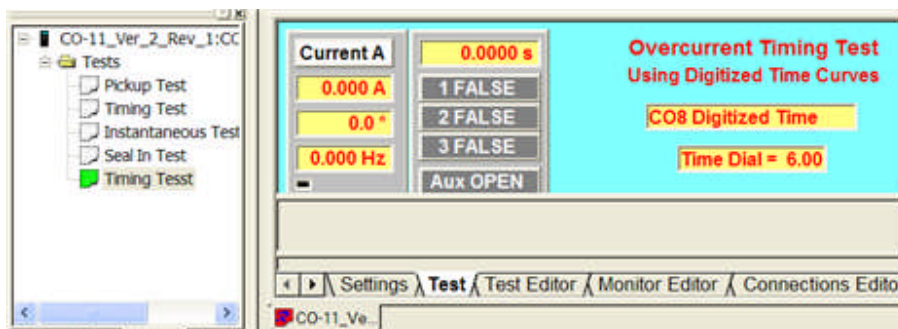 CO-11_Ver_2_Rev_1:CC
Tests
Pickup Test
Timing Test
Instantaneous Test
Seal In Test
Timing Tesst
Current A
0.000 A
0.0 °
0.000 Hz
0.0000 s
1 FALSE
2 FALSE
3 FALSE
Aux OPEN
Overcurrent Timing Test
Using Digitized Time Curves
CO8 Digitized Time
Time Dial = 6.00
Settings Test Test Editor Monitor Editor Connections Edito
CO-11_Ve...